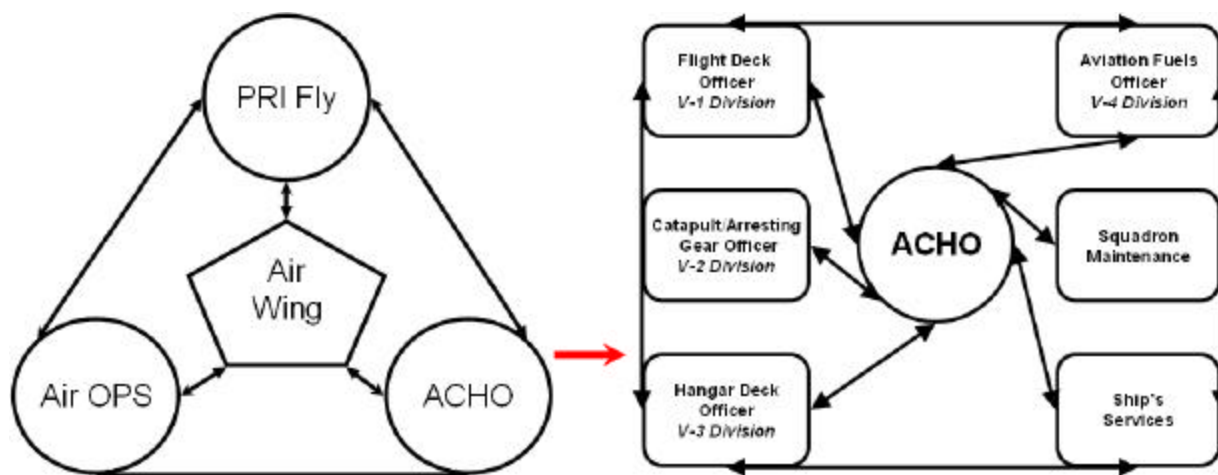 PRI Fly
Air
Wing
Air OPS
ACHO
Flight Deck
Officer
V-1 Division
Aviation Fuels
Officer
V-4 Division
Catapult/Arresting
Gear Officer
V-2 Division
ACHO
Squadron
Maintenance
Hangar Deck
Officer
V-3 Division
Ship's
Services